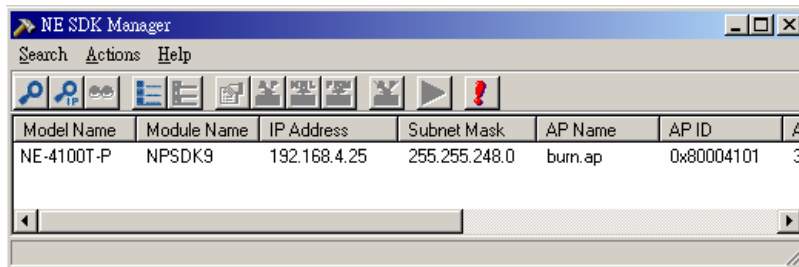 NE SDK Manager
Search Actions Help
IP
Model Name Module Name IP Address Subnet Mask AP Name AP ID
NE-4100T-P NPSDK9 192.168.4.25 255.255.248.0 burn.ap 0x80004101